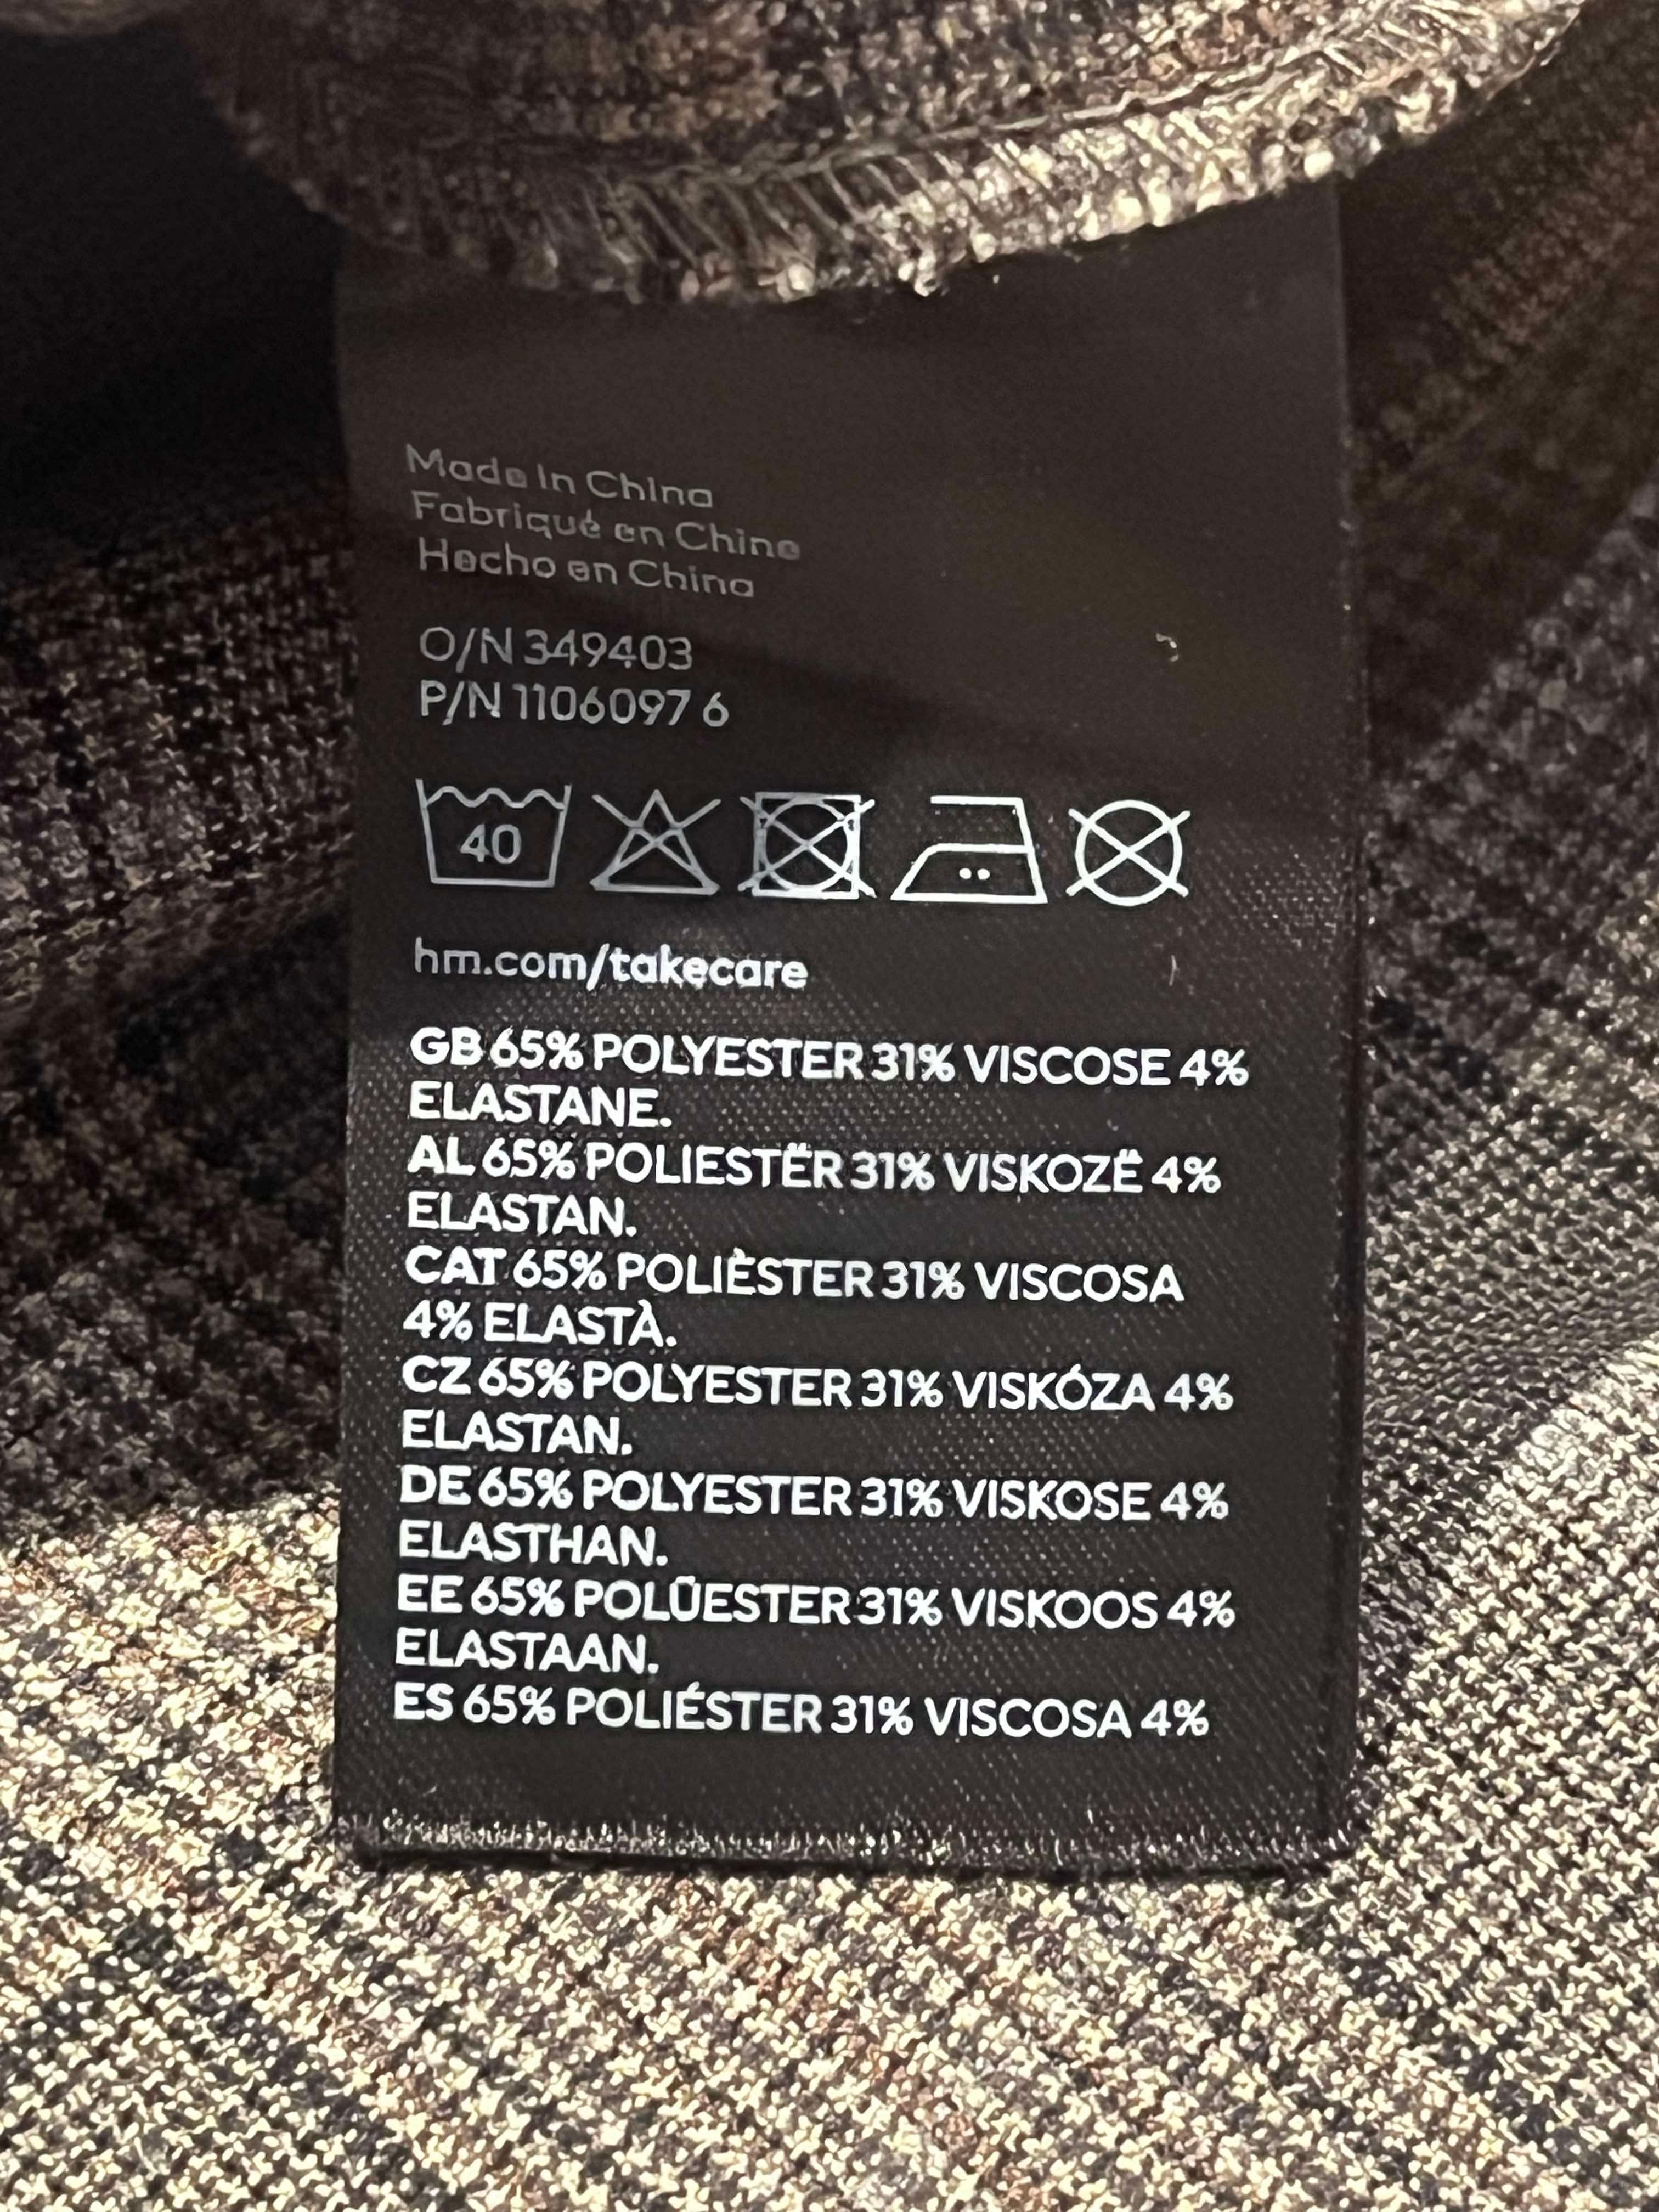 Made in China
Fabriqué en Chine
Hecho en China
O/N 349403
P/N 1106097 6
40
hm.com/takecare
GB 65% POLYESTER 31% VISCOSE 4%
ELASTANE.
AL 65% POLIESTËR 31% VISKOZË 4%
ELASTAN.
CAT 65% POLIÈSTER 31% VISCOSA
4% ELASTÀ.
CZ 65% POLYESTER 31% VISKÓZA 4%
ELASTAN.
DE 65% POLYESTER 31% VISKOSE 4%
ELASTHAN.
EE 65% POLÜESTER 31% VISKOOS 4%
ELASTAAN.
ES 65% POLIÉSTER 31% VISCOSA 4%